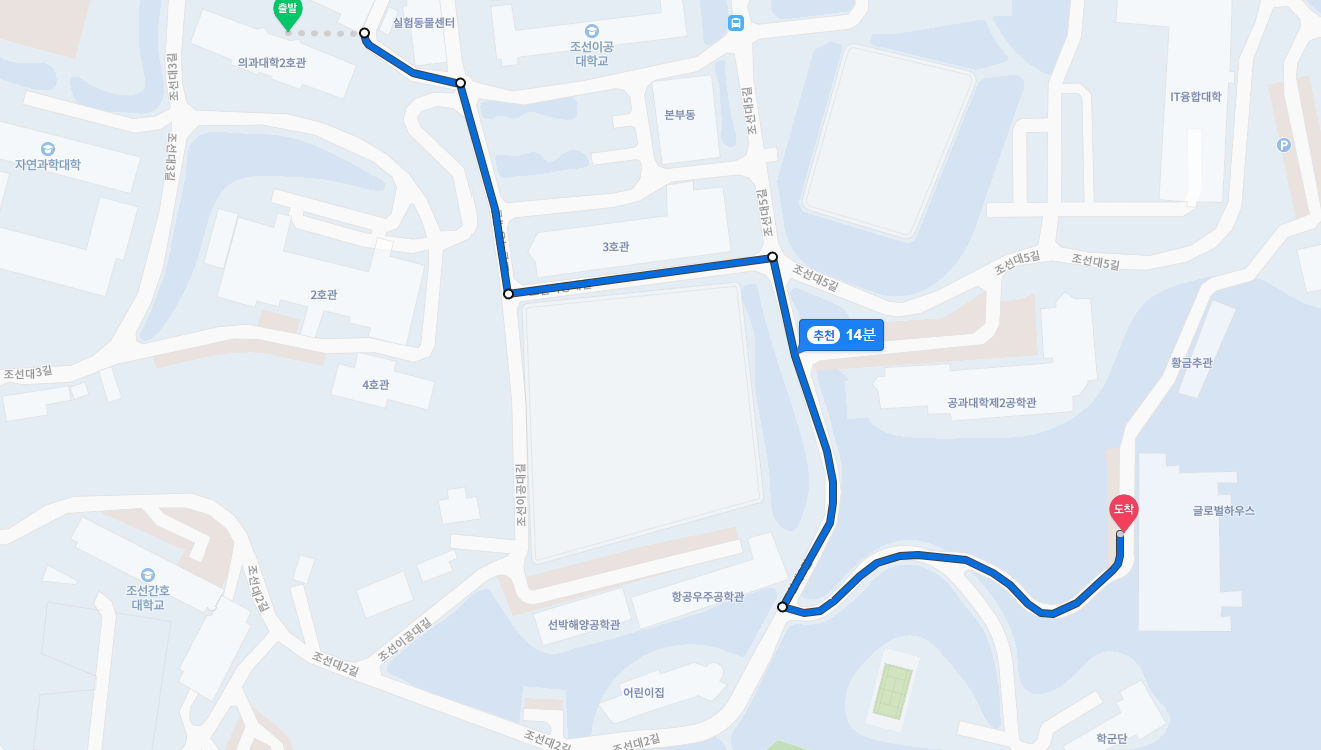 출발
실험동물센터
조선이공
대학교
의과대학2호관
조선대3길
본부동
조선대5길
IT융합대학
P
자연과학대학
조선대3길
조선대5길
3호관
조선대5길
조선대5길
조선대5길
2호관
추천 14분
황금추관
조선대3길
4호관
공과대학제2공학관
조선이공대길
도착
글로벌하우스
조선간호
대학교
조선대2길
항공우주공학관
선박해양공학관
조선이공대길
조선대2길
어린이집
조선대2길
조선대2길
학군단